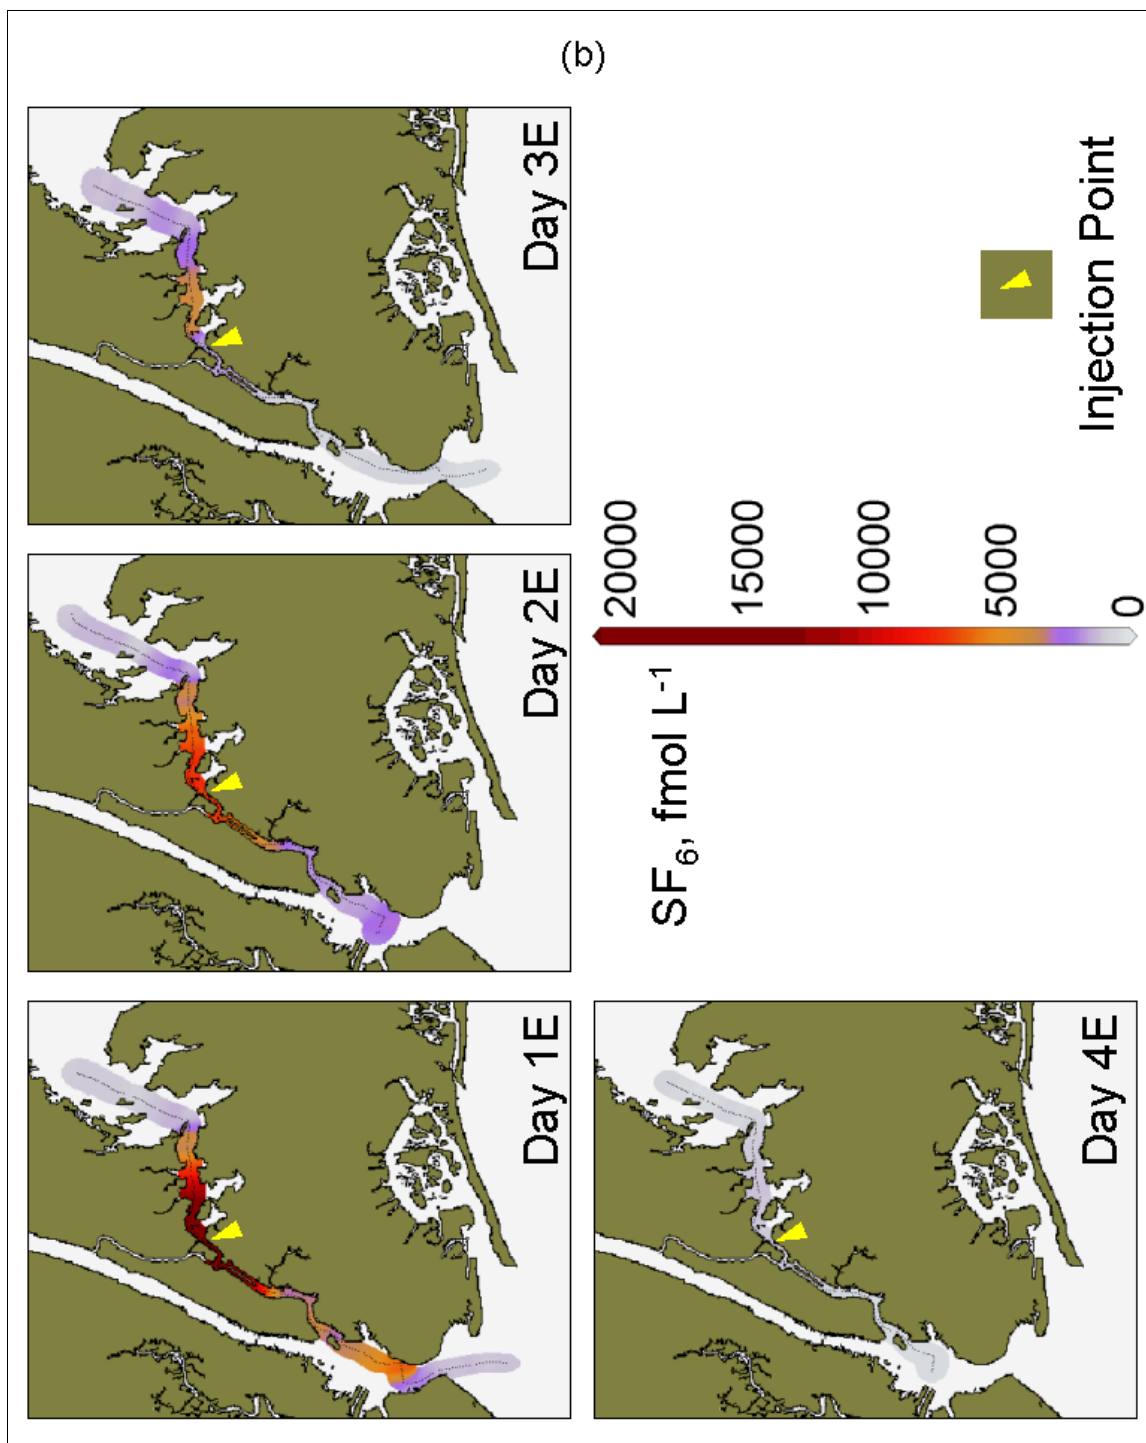 (b)
Day 1E
Day 2E
Day 3E
Day 4E
SF6, fmol L-1
0
5000
10000
15000
20000
Injection Point